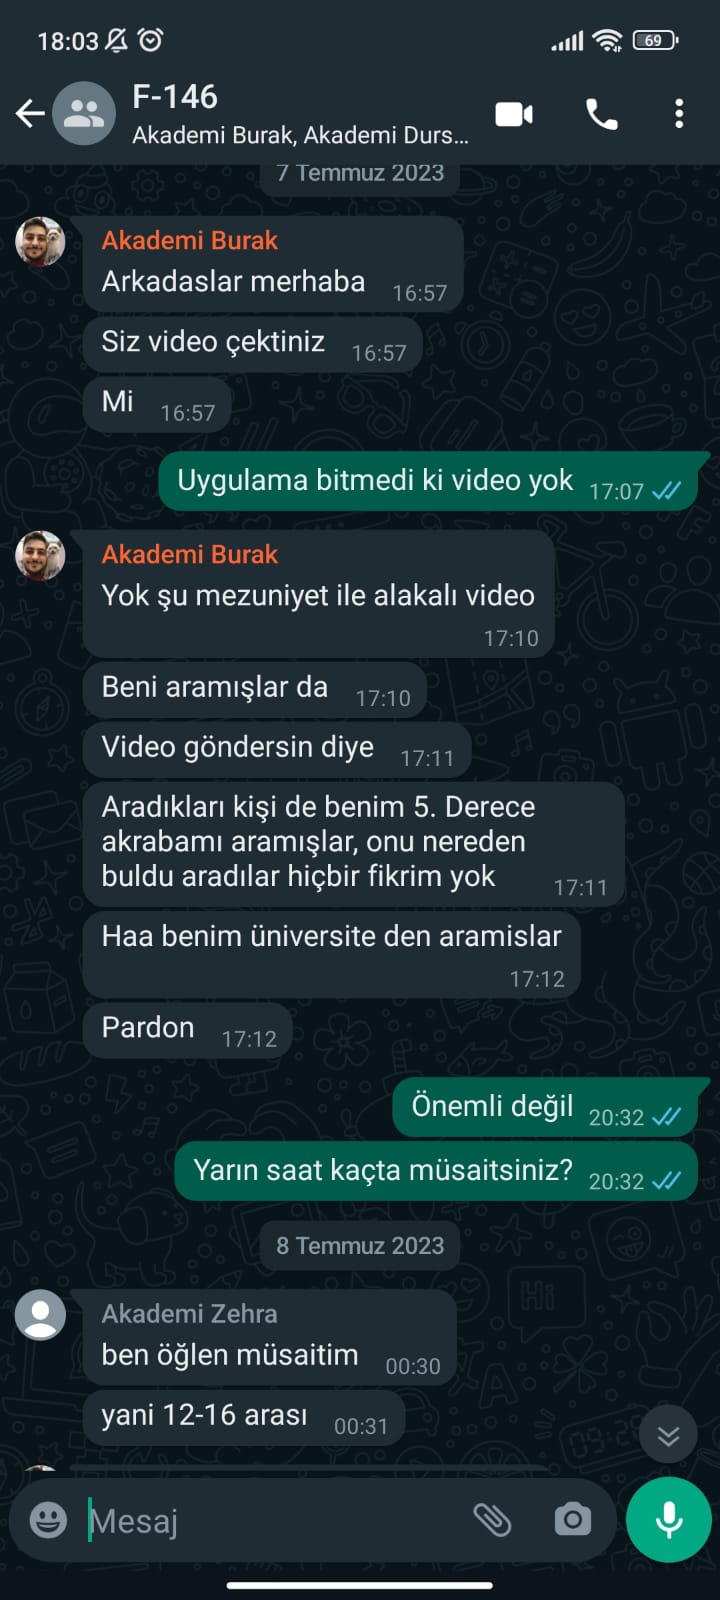 18:03
69
F-146
Akademi Burak, Akademi Durs...
7 Temmuz 2023
Akademi Burak
Arkadaslar merhaba 16:57
Siz video çektiniz 16:57
Mi 16:57
Uygulama bitmedi ki video yok 17:07
Akademi Burak
Yok şu mezuniyet ile alakalı video
17:10
Beni aramışlar da 17:10
Video göndersin diye 17:11
Aradıkları kişi de benim 5. Derece
akrabamı aramışlar, onu nereden
buldu aradılar hiçbir fikrim yok 17:11
Haa benim üniversite den aramislar
17:12
Pardon 17:12
Önemli değil 20:32
Yarın saat kaçta müsaitsiniz? 20:32
8 Temmuz 2023
Akademi Zehra
ben öğlen müsaitim 00:30
yani 12-16 arası 00:31
Mesaj